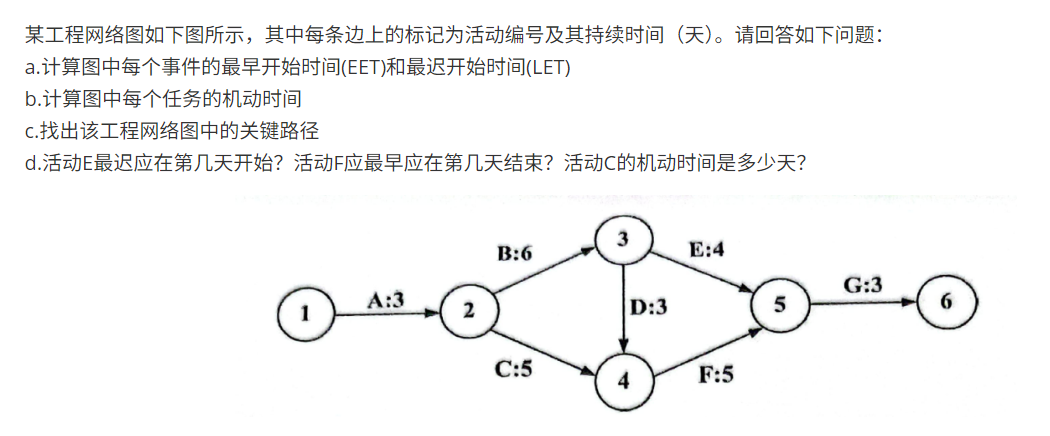 某工程网络图如下图所示，其中每条边上的标记为活动编号及其持续时间（天）。请回答如下问题：
a.计算图中每个事件的最早开始时间(EET)和最迟开始时间(LET)
b.计算图中每个任务的机动时间
c.找出该工程网络图中的关键路径
d.活动E最迟应在第几天开始？活动F应最早应在第几天结束？活动C的机动时间是多少天？
3
B:6
E:4
A:3
G:3
1
2
D:3
5
6
C:5
4
F:5